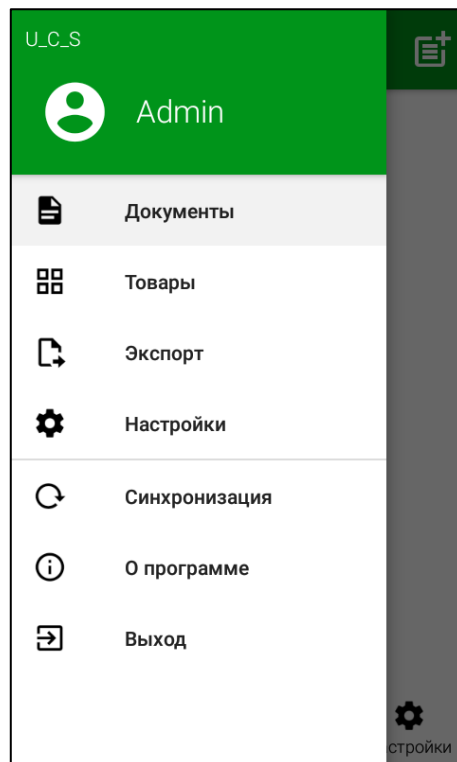 U_C_S
Admin
Документы
Товары
Экспорт
Настройки
Синхронизация
О программе
Выход
стройки